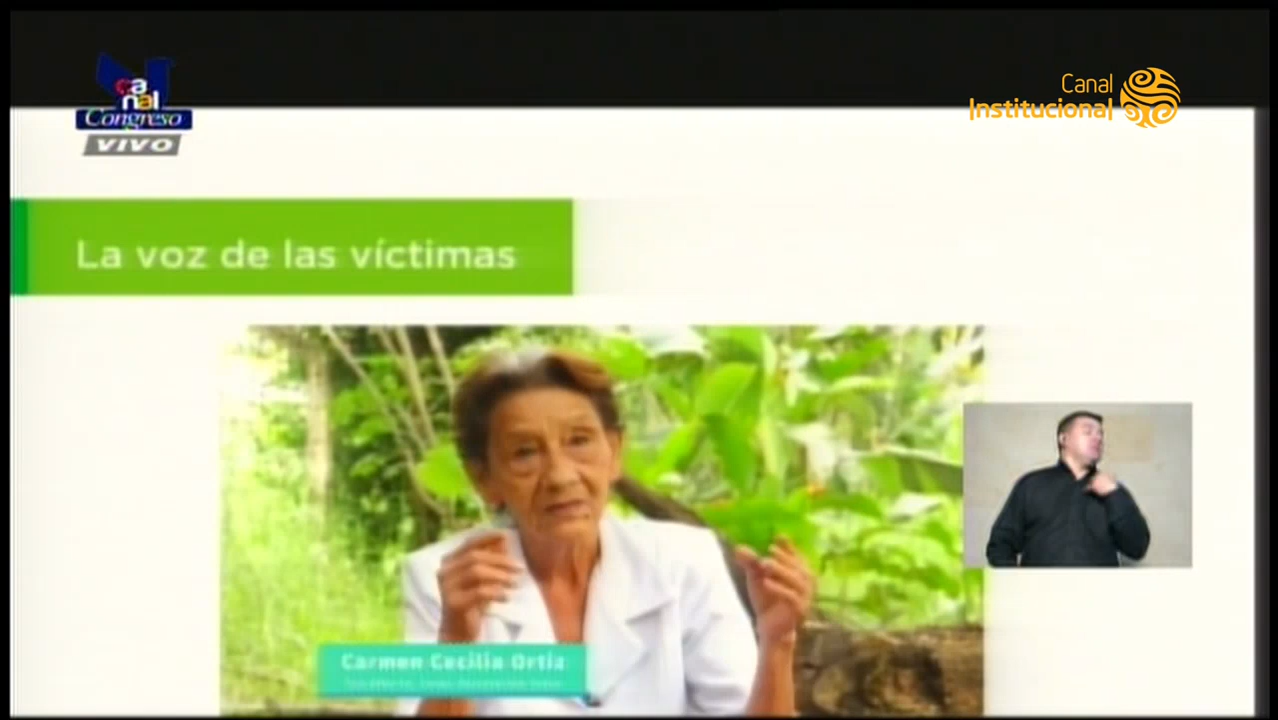 Canal
Congreso
VIVO
Canal
Institucional
La voz de las víctimas
Carmen Cecilia Ortiz